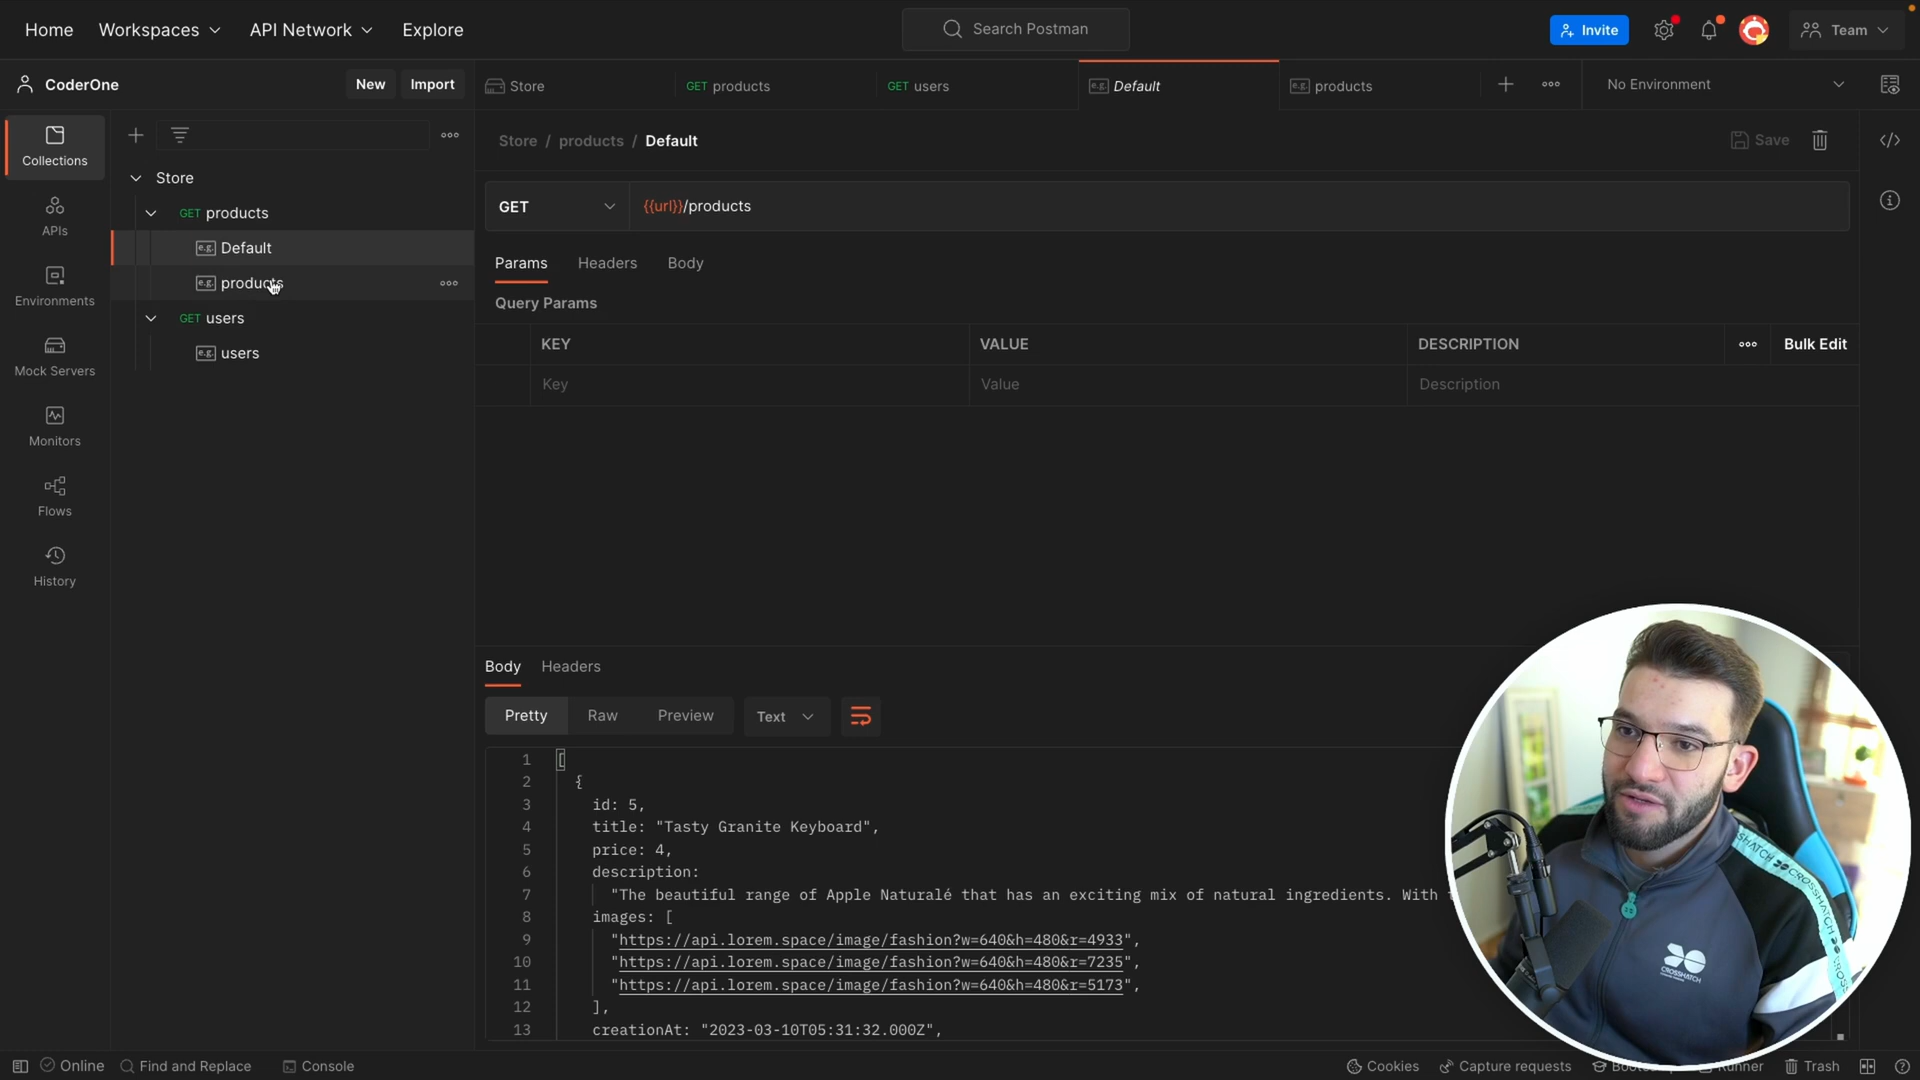 Home Workspaces API Network Explore Search Postman Invite Team
CoderOne New Import Store GET products GET users e.g. Default e.g. products No Environment
Collections
Store
GET products
e.g. Default
e.g. products
GET users
e.g. users
APIs
Environments
Mock Servers
Monitors
Flows
History
Store / products / Default Save
GET {{url}}/products
Params Headers Body
Query Params
KEY VALUE DESCRIPTION Bulk Edit
Key Value Description
Body Headers
Pretty Raw Preview Text
1 [
2 {
3 id: 5,
4 title: "Tasty Granite Keyboard",
5 price: 4,
6 description:
7 "The beautiful range of Apple Naturalé that has an exciting mix of natural ingredients. With
8 images: [
9 "https://api.lorem.space/image/fashion?w=640&h=480&r=4933",
10 "https://api.lorem.space/image/fashion?w=640&h=480&r=7235",
11 "https://api.lorem.space/image/fashion?w=640&h=480&r=5173",
12 ],
13 creationAt: "2023-03-10T05:31:32.000Z",
CROSSHATCH
CROSSHATCH
Online Find and Replace Console Cookies Capture requests Runner Trash